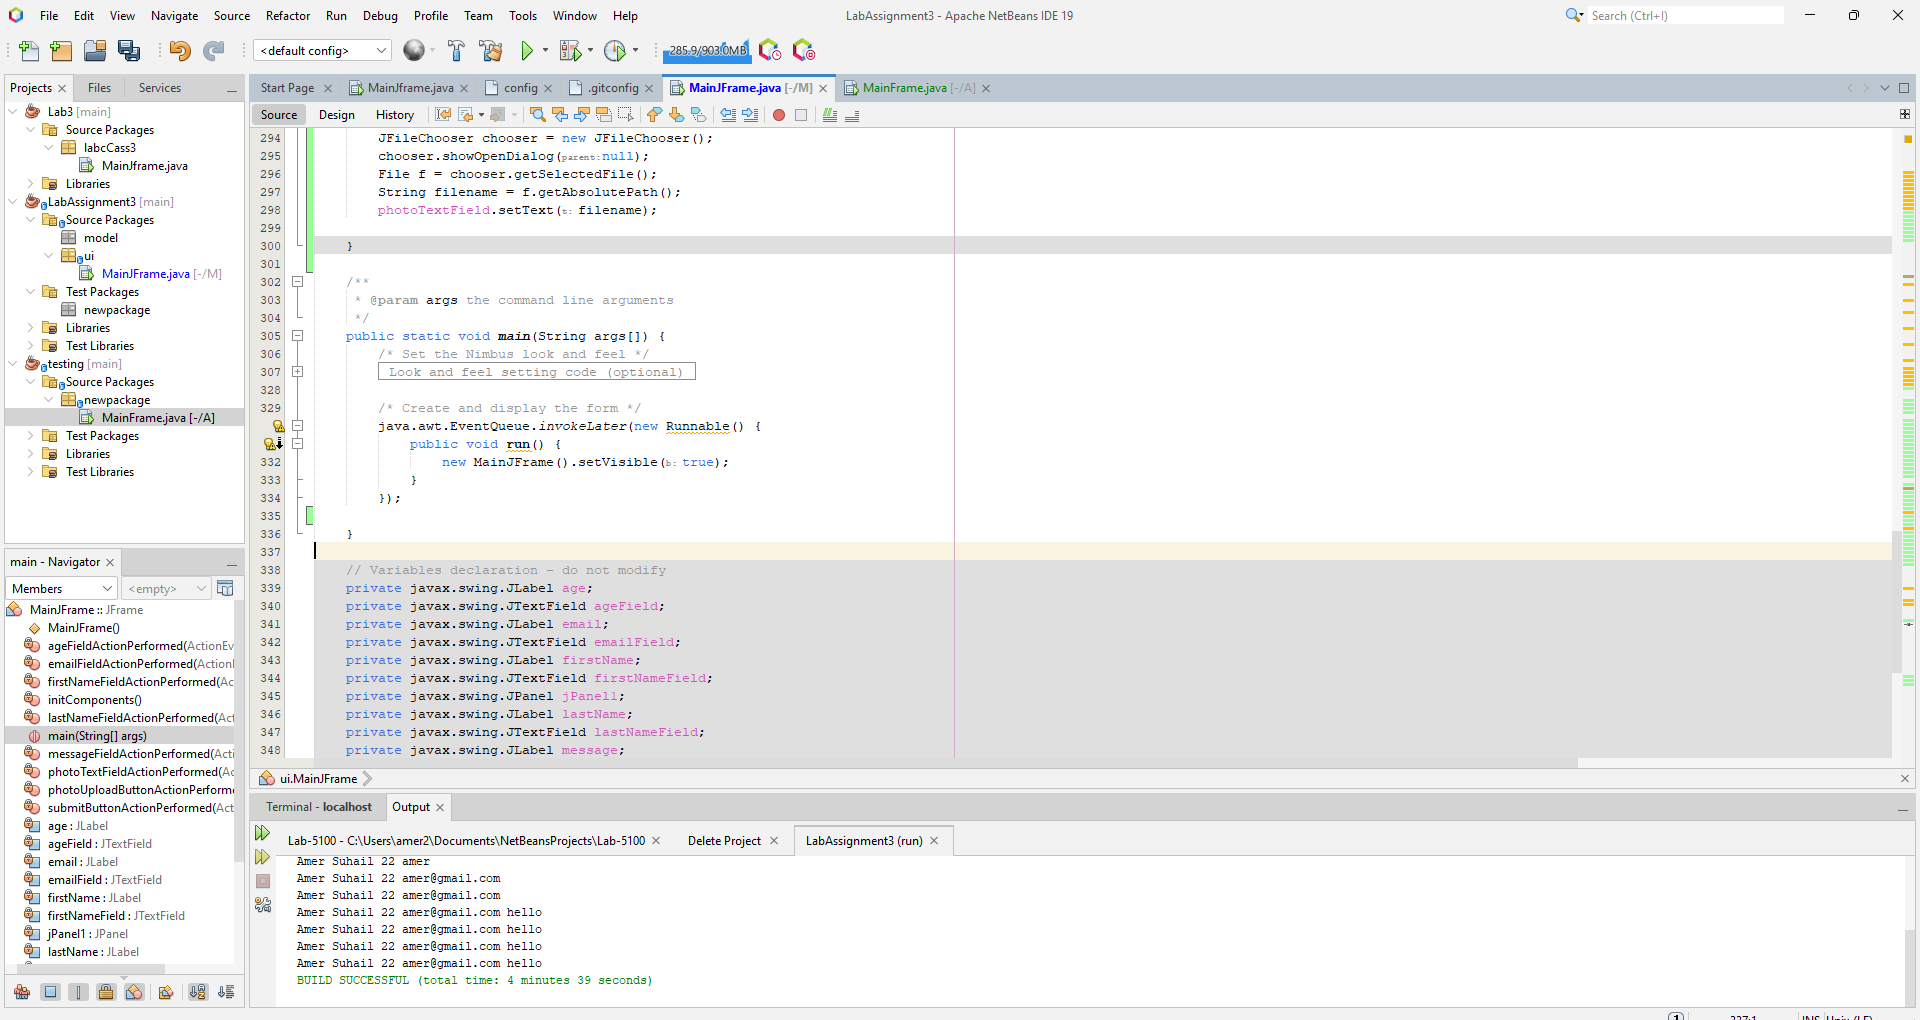 File Edit View Navigate Source Refactor Run Debug Profile Team Tools Window Help
LabAssignment3 - Apache NetBeans IDE 19
Search (Ctrl+I)
<default config>
285.9/903.0MB
Projects Files Services
Start Page MainJframe.java config .gitconfig MainJFrame.java [-/M] MainFrame.java [-/A]
Source Design History
Lab3 [main]
Source Packages
labcCass3
MainJframe.java
Libraries
LabAssignment3 [main]
Source Packages
model
ui
MainJFrame.java [-/M]
Test Packages
newpackage
Libraries
Test Libraries
testing [main]
Source Packages
newpackage
MainFrame.java [-/A]
Test Packages
Libraries
Test Libraries
294 JFileChooser chooser = new JFileChooser();
295 chooser.showOpenDialog(parent:null);
296 File f = chooser.getSelectedFile();
297 String filename = f.getAbsolutePath();
298 photoTextField.setText(t: filename);
299
300 }
301
302 /**
303 * @param args the command line arguments
304 */
305 public static void main(String args[]) {
306 /* Set the Nimbus look and feel */
307 Look and feel setting code (optional)
328
329 /* Create and display the form */
java.awt.EventQueue.invokeLater(new Runnable() {
public void run() {
332 new MainJFrame().setVisible(b: true);
333 }
334 });
335
336 }
337
338 // Variables declaration - do not modify
339 private javax.swing.JLabel age;
340 private javax.swing.JTextField ageField;
341 private javax.swing.JLabel email;
342 private javax.swing.JTextField emailField;
343 private javax.swing.JLabel firstName;
344 private javax.swing.JTextField firstNameField;
345 private javax.swing.JPanel jPanel1;
346 private javax.swing.JLabel lastName;
347 private javax.swing.JTextField lastNameField;
348 private javax.swing.JLabel message;
ui.MainJFrame
main - Navigator
Members <empty>
MainJFrame :: JFrame
MainJFrame()
ageFieldActionPerformed(ActionEv
emailFieldActionPerformed(Action
firstNameFieldActionPerformed(Ac
initComponents()
lastNameFieldActionPerformed(Act
main(String[] args)
messageFieldActionPerformed(Acti
photoTextFieldActionPerformed(Ac
photoUploadButtonActionPerform
submitButtonActionPerformed(Act
age : JLabel
ageField : JTextField
email : JLabel
emailField : JTextField
firstName : JLabel
firstNameField : JTextField
jPanel1 : JPanel
lastName : JLabel
Terminal - localhost Output
Lab-5100 - C:\Users\amer2\Documents\NetBeansProjects\Lab-5100 Delete Project LabAssignment3 (run)
Amer Suhail 22 amer
Amer Suhail 22 amer@gmail.com
Amer Suhail 22 amer@gmail.com
Amer Suhail 22 amer@gmail.com hello
Amer Suhail 22 amer@gmail.com hello
Amer Suhail 22 amer@gmail.com hello
Amer Suhail 22 amer@gmail.com hello
BUILD SUCCESSFUL (total time: 4 minutes 39 seconds)